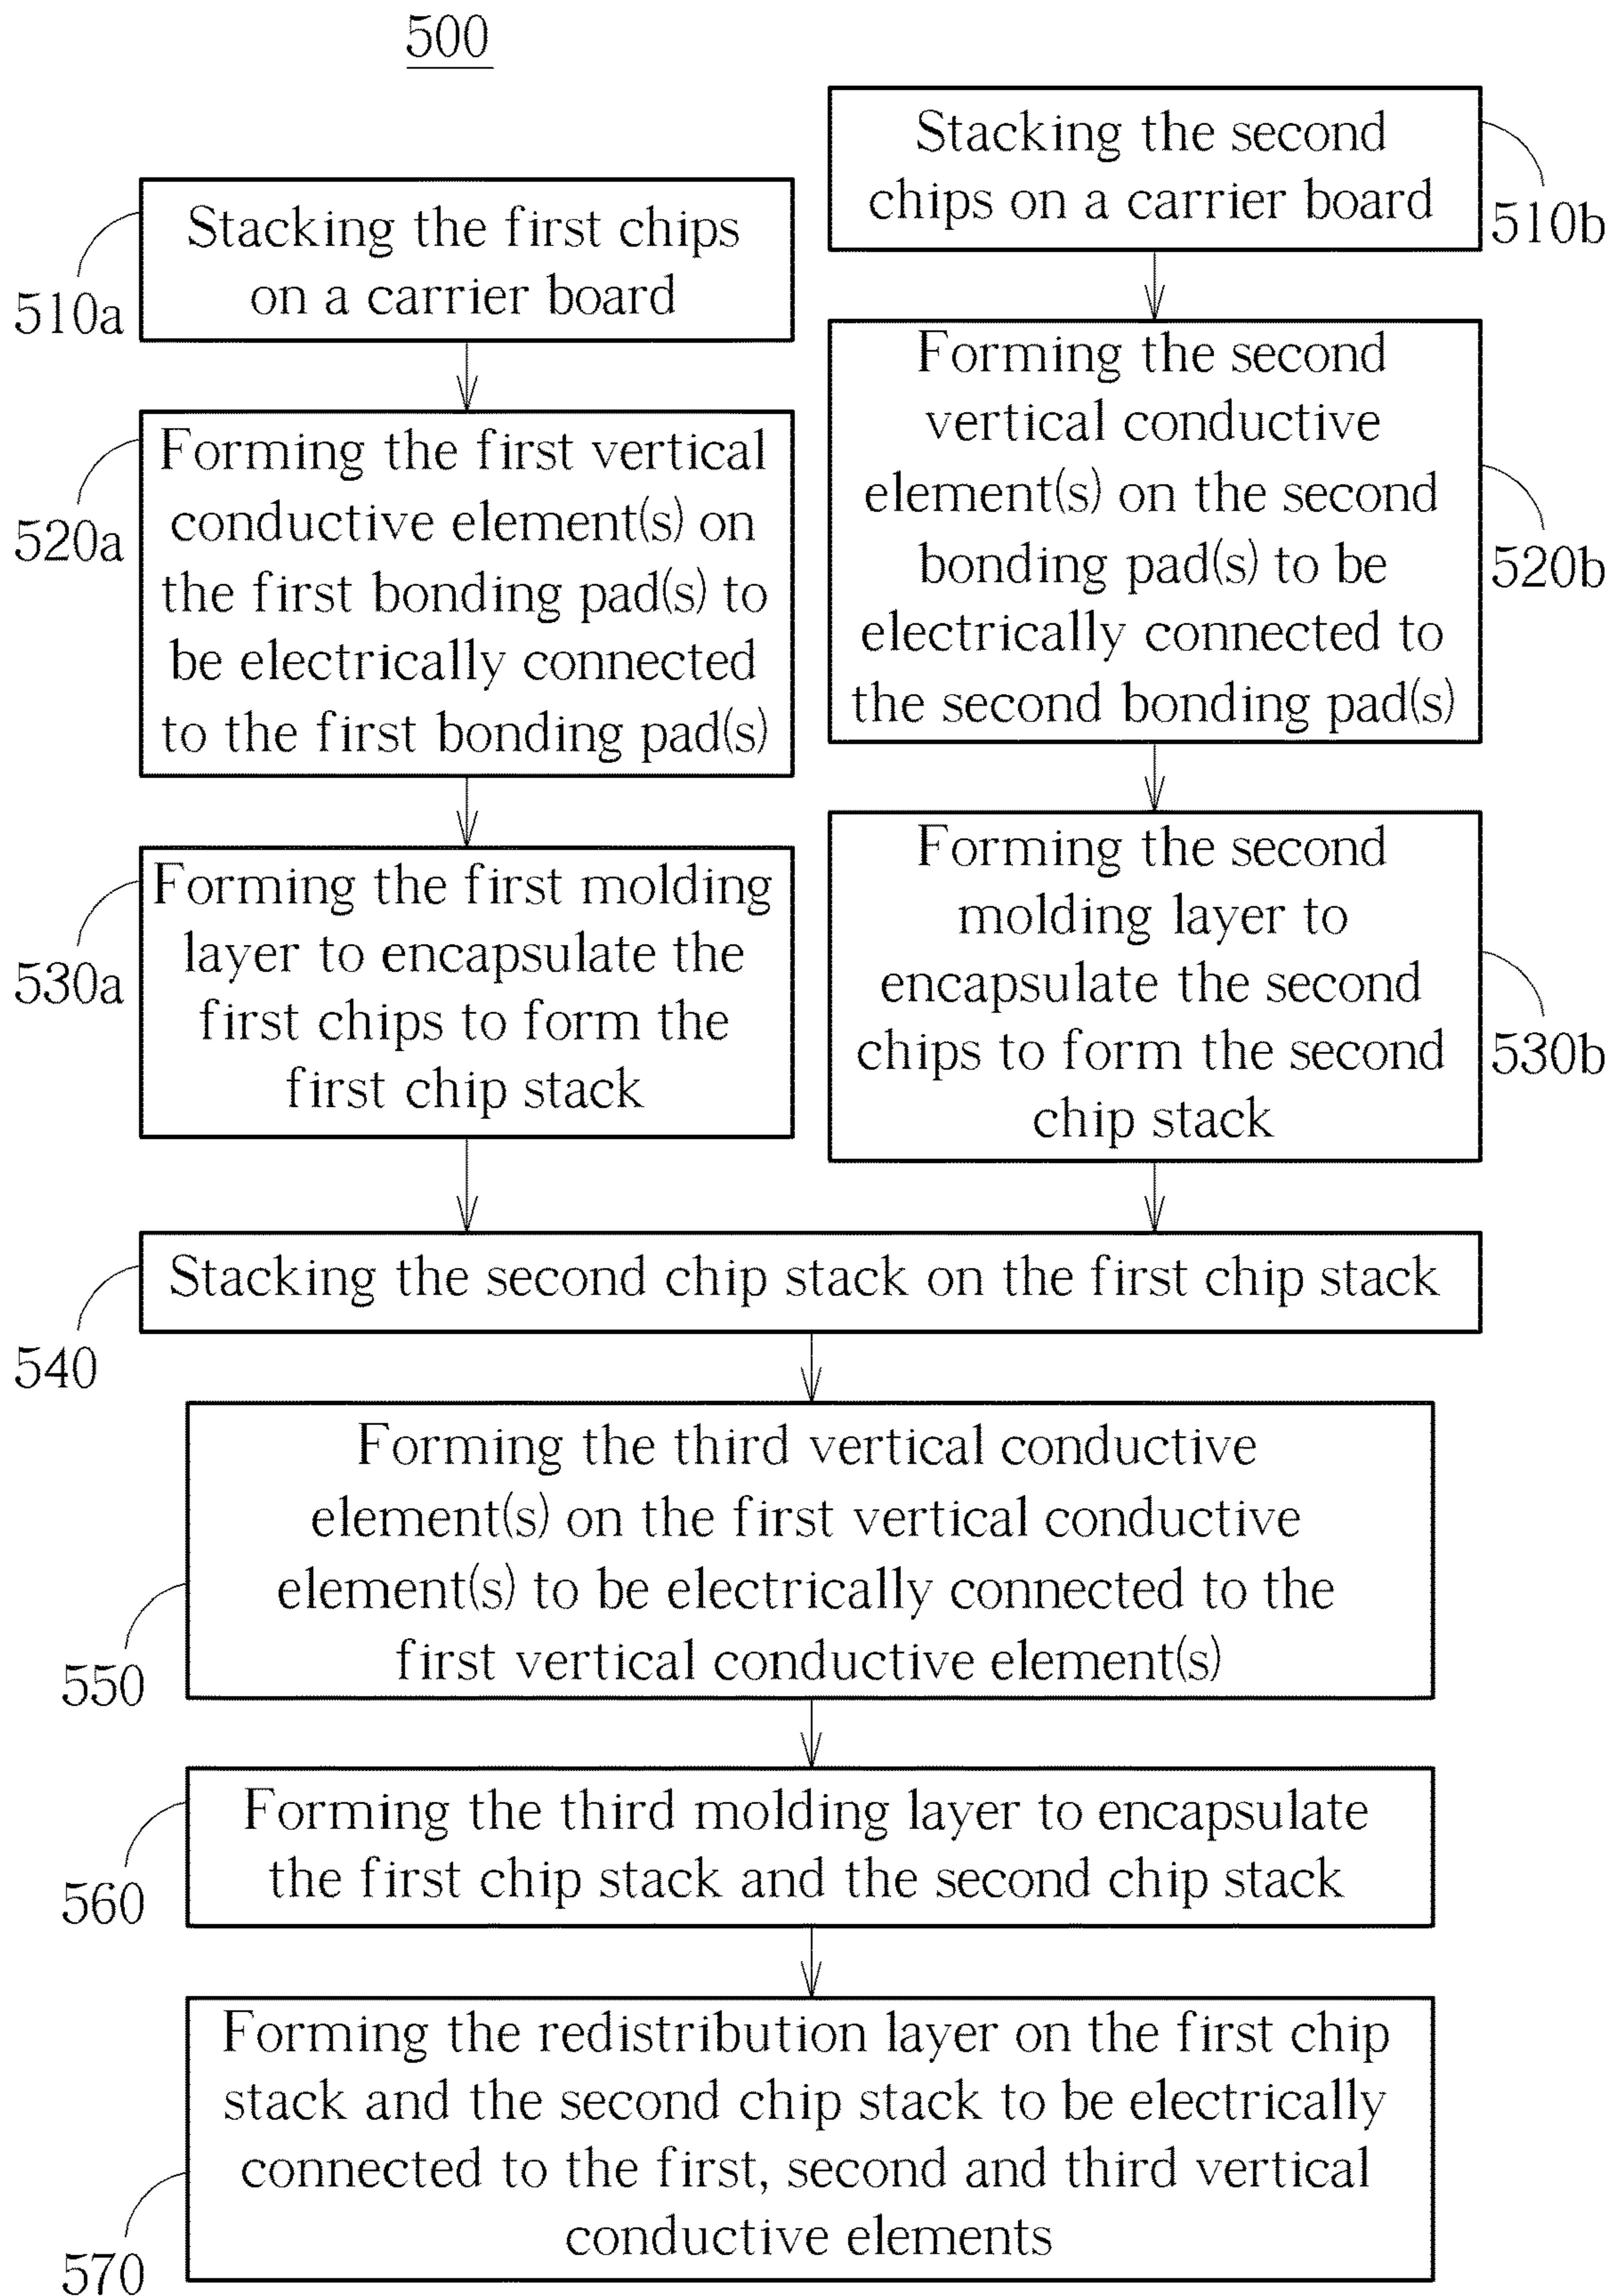 500
Stacking the first chips
on a carrier board
510a
Forming the first vertical
conductive element(s) on
the first bonding pad(s) to
be electrically connected
to the first bonding pad(s)
520a
Forming the first molding
layer to encapsulate the
first chips to form the
first chip stack
530a
Stacking the second
chips on a carrier board
510b
Forming the second
vertical conductive
element(s) on the second
bonding pad(s) to be
electrically connected to
the second bonding pad(s)
520b
Forming the second
molding layer to
encapsulate the second
chips to form the second
chip stack
530b
Stacking the second chip stack on the first chip stack
540
Forming the third vertical conductive
element(s) on the first vertical conductive
element(s) to be electrically connected to the
first vertical conductive element(s)
550
Forming the third molding layer to encapsulate
the first chip stack and the second chip stack
560
Forming the redistribution layer on the first chip
stack and the second chip stack to be electrically
connected to the first, second and third vertical
conductive elements
570